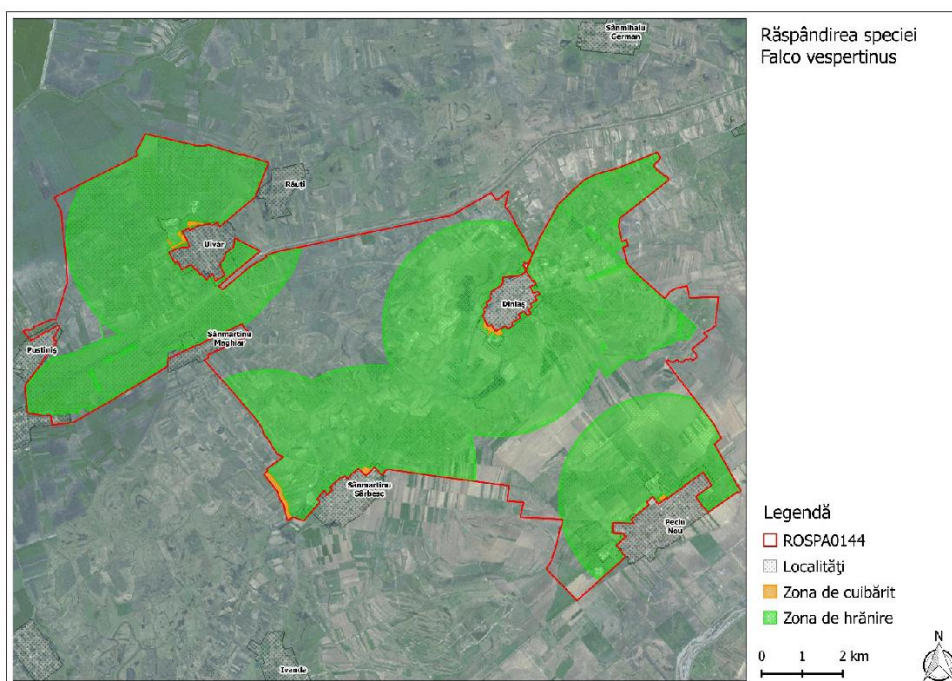 Răspândirea speciei
Falco vespertinus
Sânmihaiu
German
Răuți
Uivar
Diniaș
Sânmartinu
Maghiar
Pustiniș
Sânmartinu
Sârbesc
Peciu
Nou
Ivanda
Legendă
ROSPA0144
Localități
Zona de cuibărit
Zona de hrănire
N
0 1 2 km